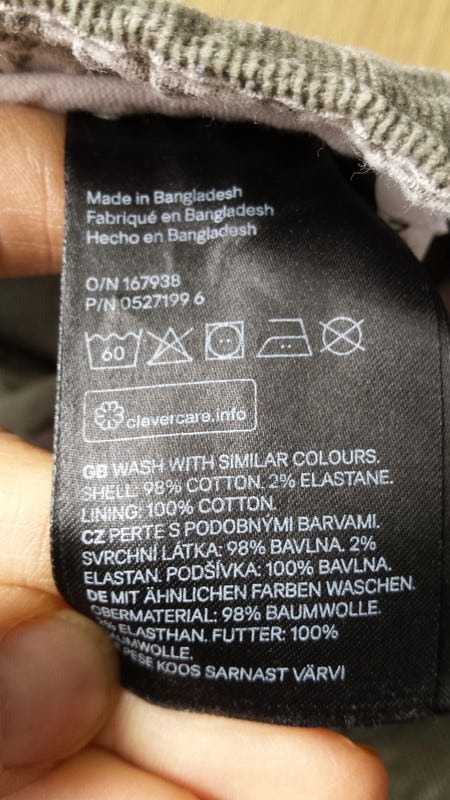 Made in Bangladesh
Fabriqué en Bangladesh
Hecho en Bangladesh
O/N 167938
P/N 0527199 6
60
clevercare.info
GB WASH WITH SIMILAR COLOURS.
SHELL: 98% COTTON. 2% ELASTANE.
LINING: 100% COTTON.
CZ PERTE S PODOBNÝMI BARVAMI.
SVRCHNÍ LÁTKA: 98% BAVLNA. 2%
ELASTAN. PODŠÍVKA: 100% BAVLNA.
DE MIT ÄHNLICHEN FARBEN WASCHEN.
OBERMATERIAL: 98% BAUMWOLLE.
ELASTHAN. FUTTER: 100%
KOOS SARNAST VÄRVI